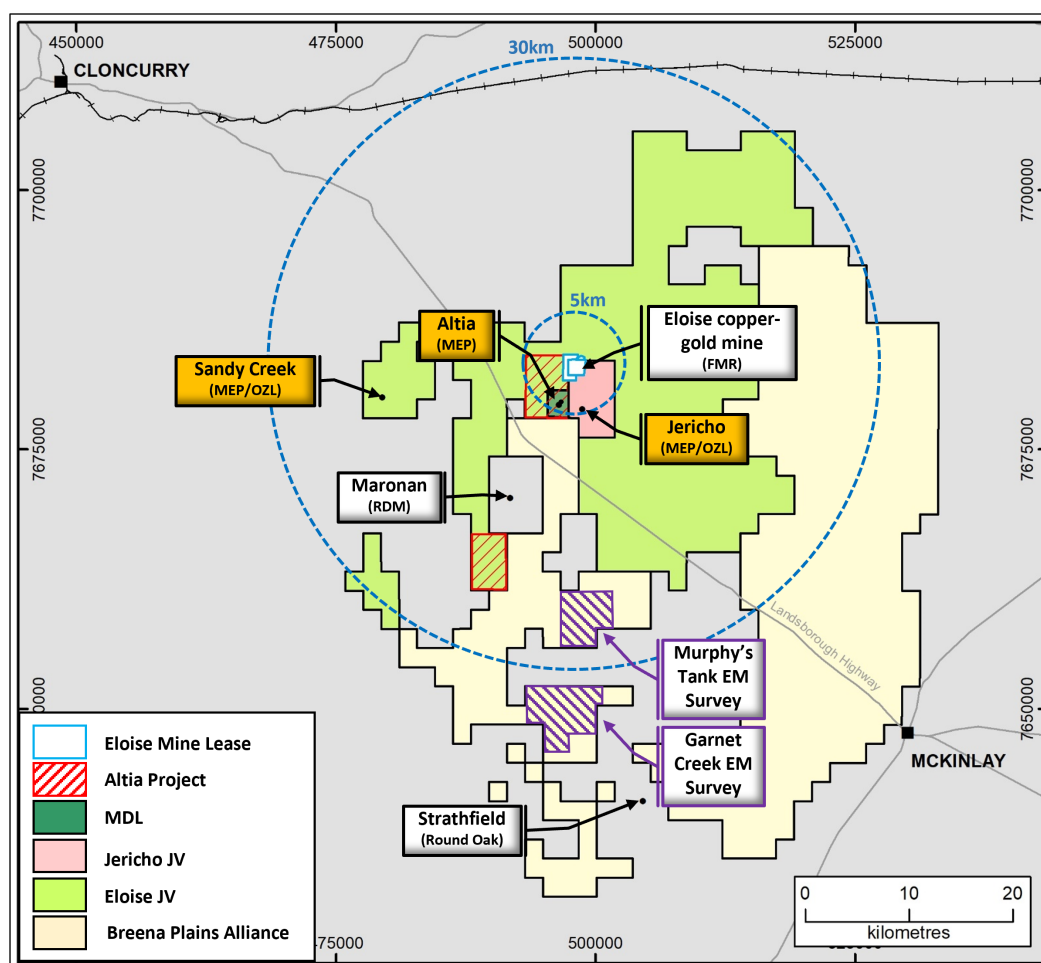 450000
475000
500000
525000
30km
CLONCURRY
7700000
7700000
5km
Altia
(MEP)
Eloise copper-
gold mine
(FMR)
Sandy Creek
(MEP/OZL)
Jericho
(MEP/OZL)
7675000
7675000
Maronan
(RDM)
Landsborough Highway
Murphy's
Tank EM
Survey
7650000
7650000
Garnet
Creek EM
Survey
MCKINLAY
Strathfield
(Round Oak)
Eloise Mine Lease
Altia Project
MDL
Jericho JV
Eloise JV
Breena Plains Alliance
0 10 20
kilometres
475000
500000